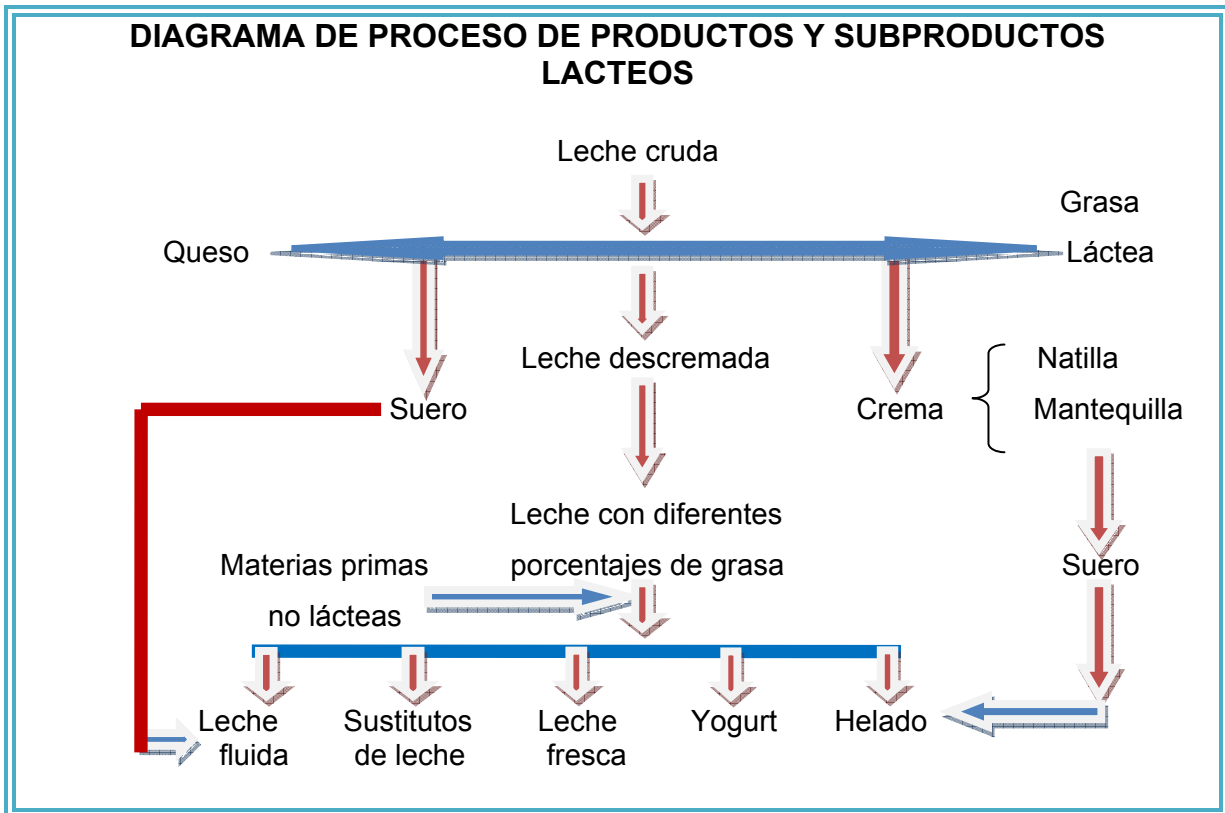 DIAGRAMA DE PROCESO DE PRODUCTOS Y SUBPRODUCTOS
LACTEOS
Leche cruda
Grasa
Queso
Láctea
Leche descremada
Natilla
Suero
Crema
Mantequilla
Leche con diferentes
Materias primas
porcentajes de grasa
Suero
no lácteas
Leche
fluida
Sustitutos
de leche
Leche
fresca
Yogurt
Helado